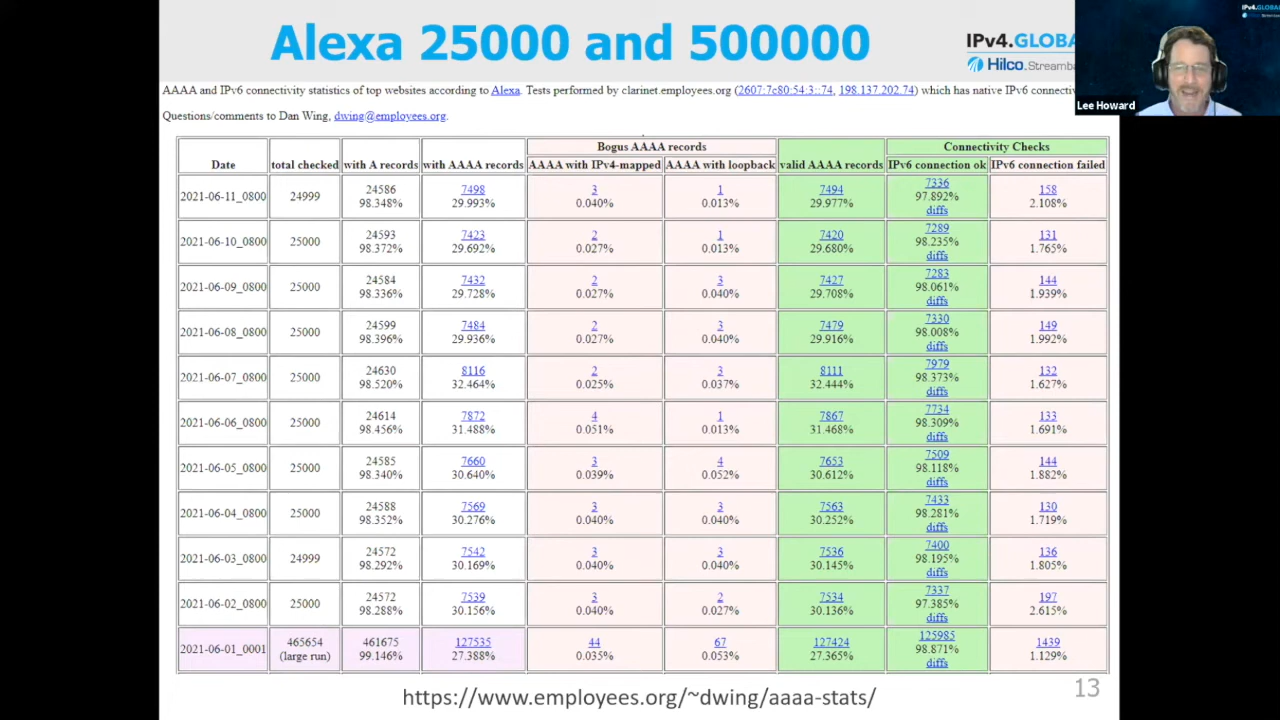 Alexa 25000 and 500000
IPv4.GLOBA
Hilco. Streamba
IPv4.GLOBA
Hilco
Lee Howard
AAAA and IPv6 connectivity statistics of top websites according to Alexa. Tests performed by clarinet.employees.org (2607:7c80:54:3::74, 198.137.202.74) which has native IPv6 connectiv
Questions/comments to Dan Wing, dwing@employees.org.
Bogus AAAA records Connectivity Checks
Date total checked with A records with AAAA records AAAA with IPv4-mapped AAAA with loopback valid AAAA records IPv6 connection ok IPv6 connection failed
2021-06-11_0800 24999 24586 98.348% 7498 29.993% 3 0.040% 1 0.013% 7494 29.977% 7336 97.892% diffs 158 2.108%
2021-06-10_0800 25000 24593 98.372% 7423 29.692% 2 0.027% 1 0.013% 7420 29.680% 7289 98.235% diffs 131 1.765%
2021-06-09_0800 25000 24584 98.336% 7432 29.728% 2 0.027% 3 0.040% 7427 29.708% 7283 98.061% diffs 144 1.939%
2021-06-08_0800 25000 24599 98.396% 7484 29.936% 2 0.027% 3 0.040% 7479 29.916% 7330 98.008% diffs 149 1.992%
2021-06-07_0800 25000 24630 98.520% 8116 32.464% 2 0.025% 3 0.037% 8111 32.444% 7979 98.373% diffs 132 1.627%
2021-06-06_0800 25000 24614 98.456% 7872 31.488% 4 0.051% 1 0.013% 7867 31.468% 7734 98.309% diffs 133 1.691%
2021-06-05_0800 25000 24585 98.340% 7660 30.640% 3 0.039% 4 0.052% 7653 30.612% 7509 98.118% diffs 144 1.882%
2021-06-04_0800 25000 24588 98.352% 7569 30.276% 3 0.040% 3 0.040% 7563 30.252% 7433 98.281% diffs 130 1.719%
2021-06-03_0800 24999 24572 98.292% 7542 30.169% 3 0.040% 3 0.040% 7536 30.145% 7400 98.195% diffs 136 1.805%
2021-06-02_0800 25000 24572 98.288% 7539 30.156% 3 0.040% 2 0.027% 7534 30.136% 7337 97.385% diffs 197 2.615%
2021-06-01_0001 465654 (large run) 461675 99.146% 127535 27.388% 44 0.035% 67 0.053% 127424 27.365% 125985 98.871% diffs 1439 1.129%
https://www.employees.org/~dwing/aaaa-stats/
13